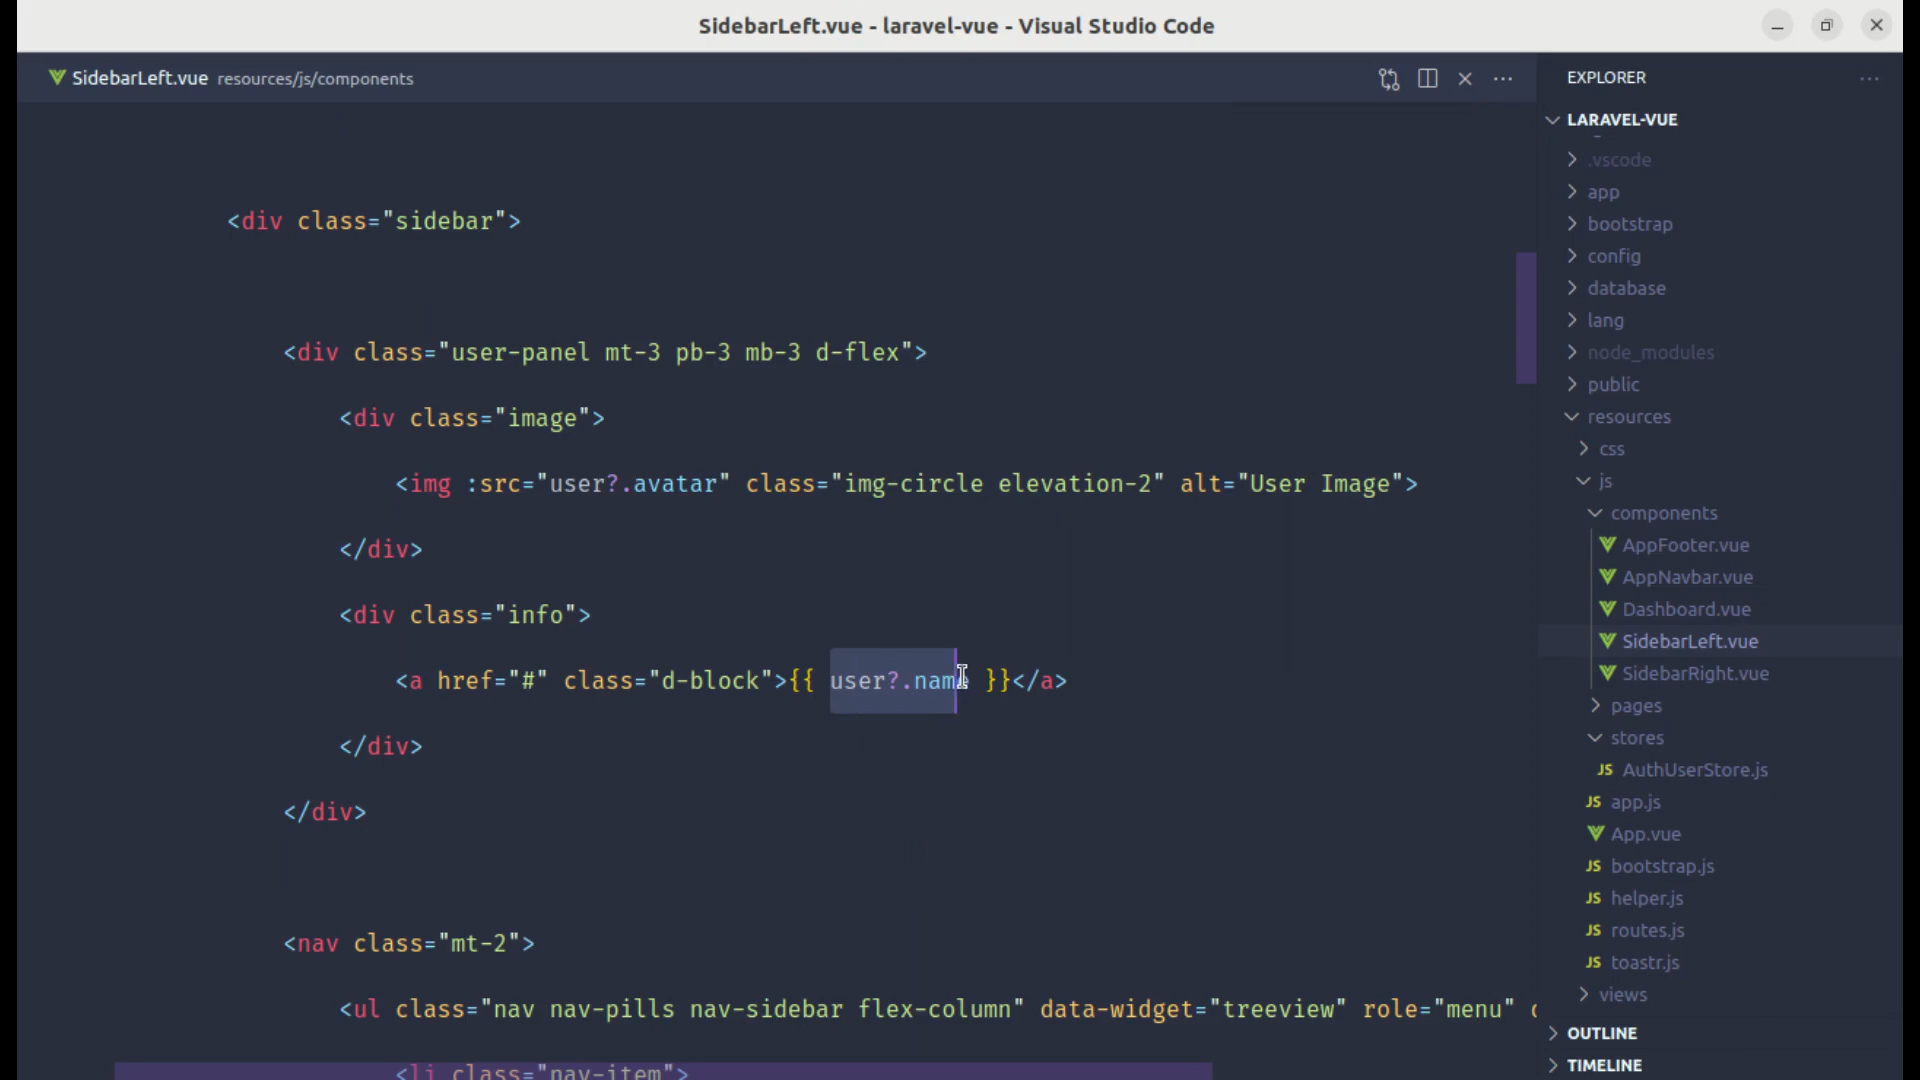 SidebarLeft.vue - laravel-vue - Visual Studio Code
SidebarLeft.vue resources/js/components
<div class="sidebar">
<div class="user-panel mt-3 pb-3 mb-3 d-flex">
<div class="image">
<img :src="user?.avatar" class="img-circle elevation-2" alt="User Image">
</div>
<div class="info">
<a href="#" class="d-block">{{ user?.name }}</a>
</div>
</div>
<nav class="mt-2">
<ul class="nav nav-pills nav-sidebar flex-column" data-widget="treeview" role="menu"
<li class="nav-item">
EXPLORER
LARAVEL-VUE
.vscode
app
bootstrap
config
database
lang
node_modules
public
resources
css
js
components
AppFooter.vue
AppNavbar.vue
Dashboard.vue
SidebarLeft.vue
SidebarRight.vue
pages
stores
JS AuthUserStore.js
JS app.js
App.vue
JS bootstrap.js
JS helper.js
JS routes.js
JS toastr.js
views
OUTLINE
TIMELINE